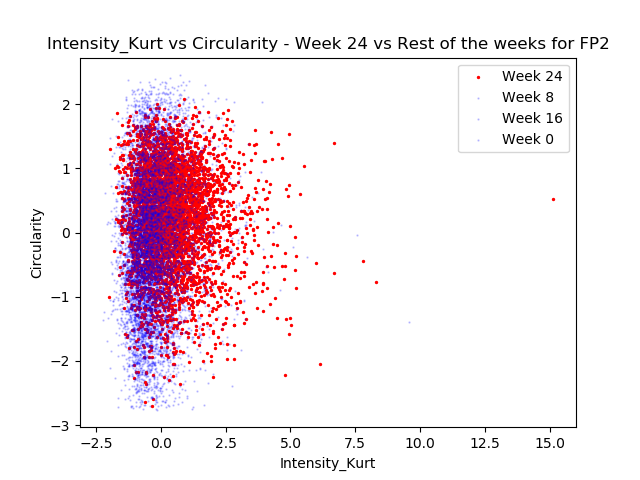 Intensity_Kurt vs Circularity - Week 24 vs Rest of the weeks for FP2
Week 24
Week 8
Week 16
Week 0
2
1
0
−1
−2
−3
Circularity
−2.5 0.0 2.5 5.0 7.5 10.0 12.5 15.0
Intensity_Kurt